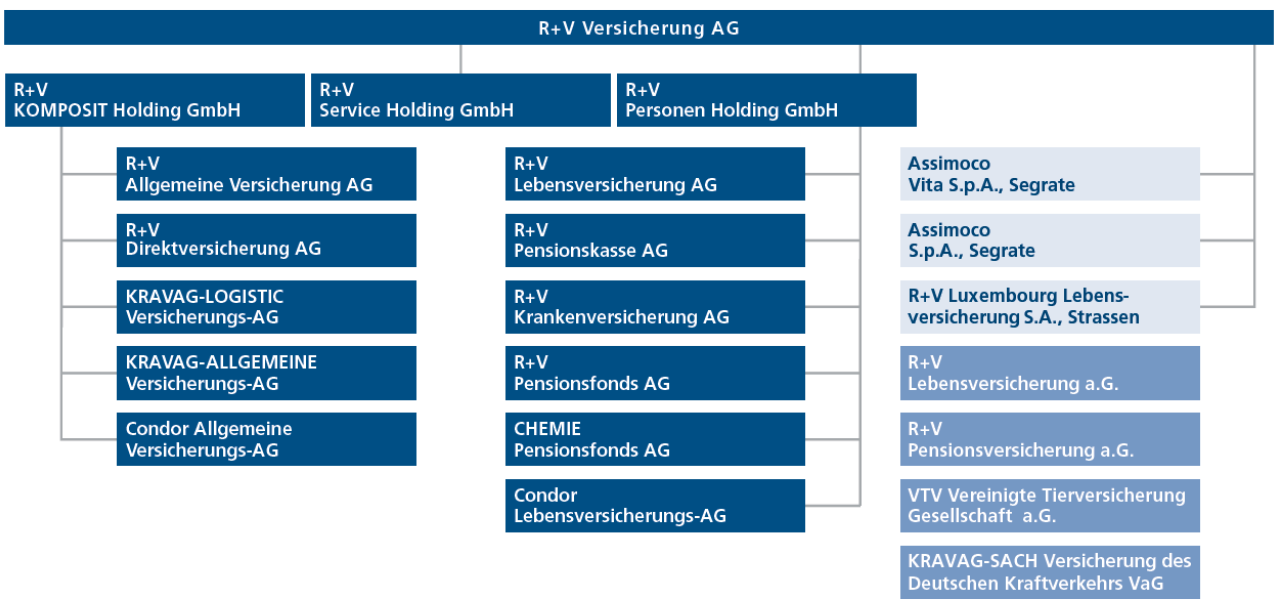 R+V Versicherung AG
R+V
KOMPOSIT Holding GmbH
R+V
Service Holding GmbH
R+V
Personen Holding GmbH
R+V
Allgemeine Versicherung AG
R+V
Direktversicherung AG
KRAVAG-LOGISTIC
Versicherungs-AG
KRAVAG-ALLGEMEINE
Versicherungs-AG
Condor Allgemeine
Versicherungs-AG
R+V
Lebensversicherung AG
R+V
Pensionskasse AG
R+V
Krankenversicherung AG
R+V
Pensionsfonds AG
CHEMIE
Pensionsfonds AG
Condor
Lebensversicherungs-AG
Assimoco
Vita S.p.A., Segrate
Assimoco
S.p.A., Segrate
R+V Luxembourg Lebens-
versicherung S.A., Strassen
R+V
Lebensversicherung a.G.
R+V
Pensionsversicherung a.G.
VTV Vereinigte Tierversicherung
Gesellschaft a.G.
KRAVAG-SACH Versicherung des
Deutschen Kraftverkehrs VaG